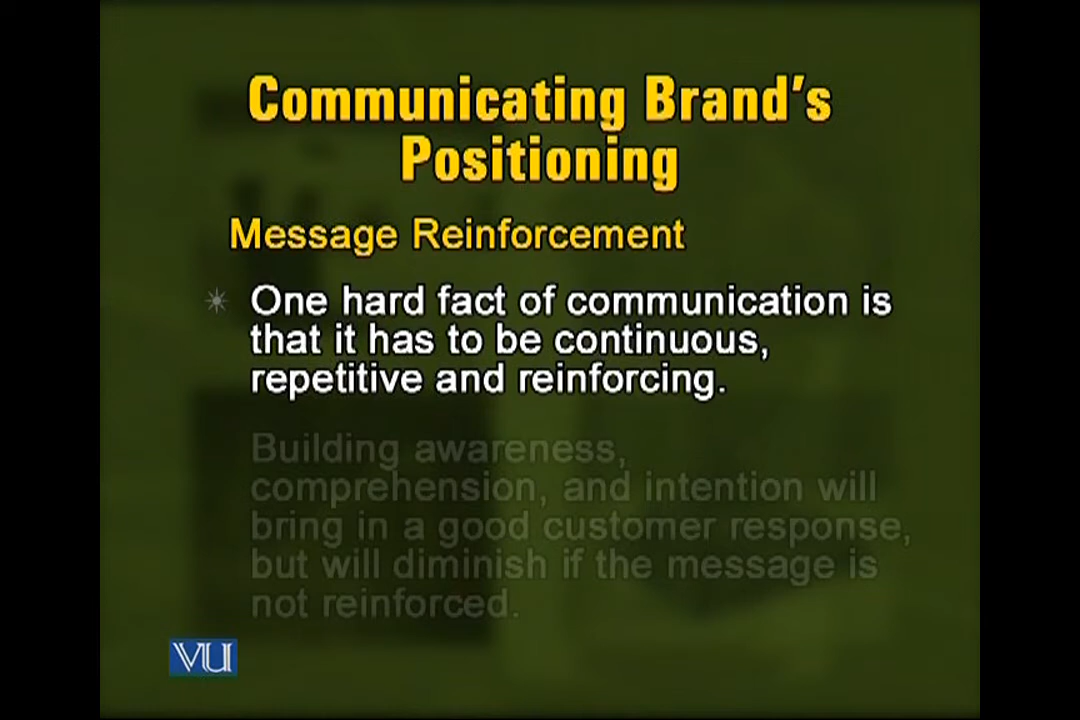 Communicating Brand's
Positioning
Message Reinforcement
One hard fact of communication is
that it has to be continuous,
repetitive and reinforcing.
Building awareness,
comprehension, and intention will
bring in a good customer response,
but will diminish if the message is
not reinforced.
VU